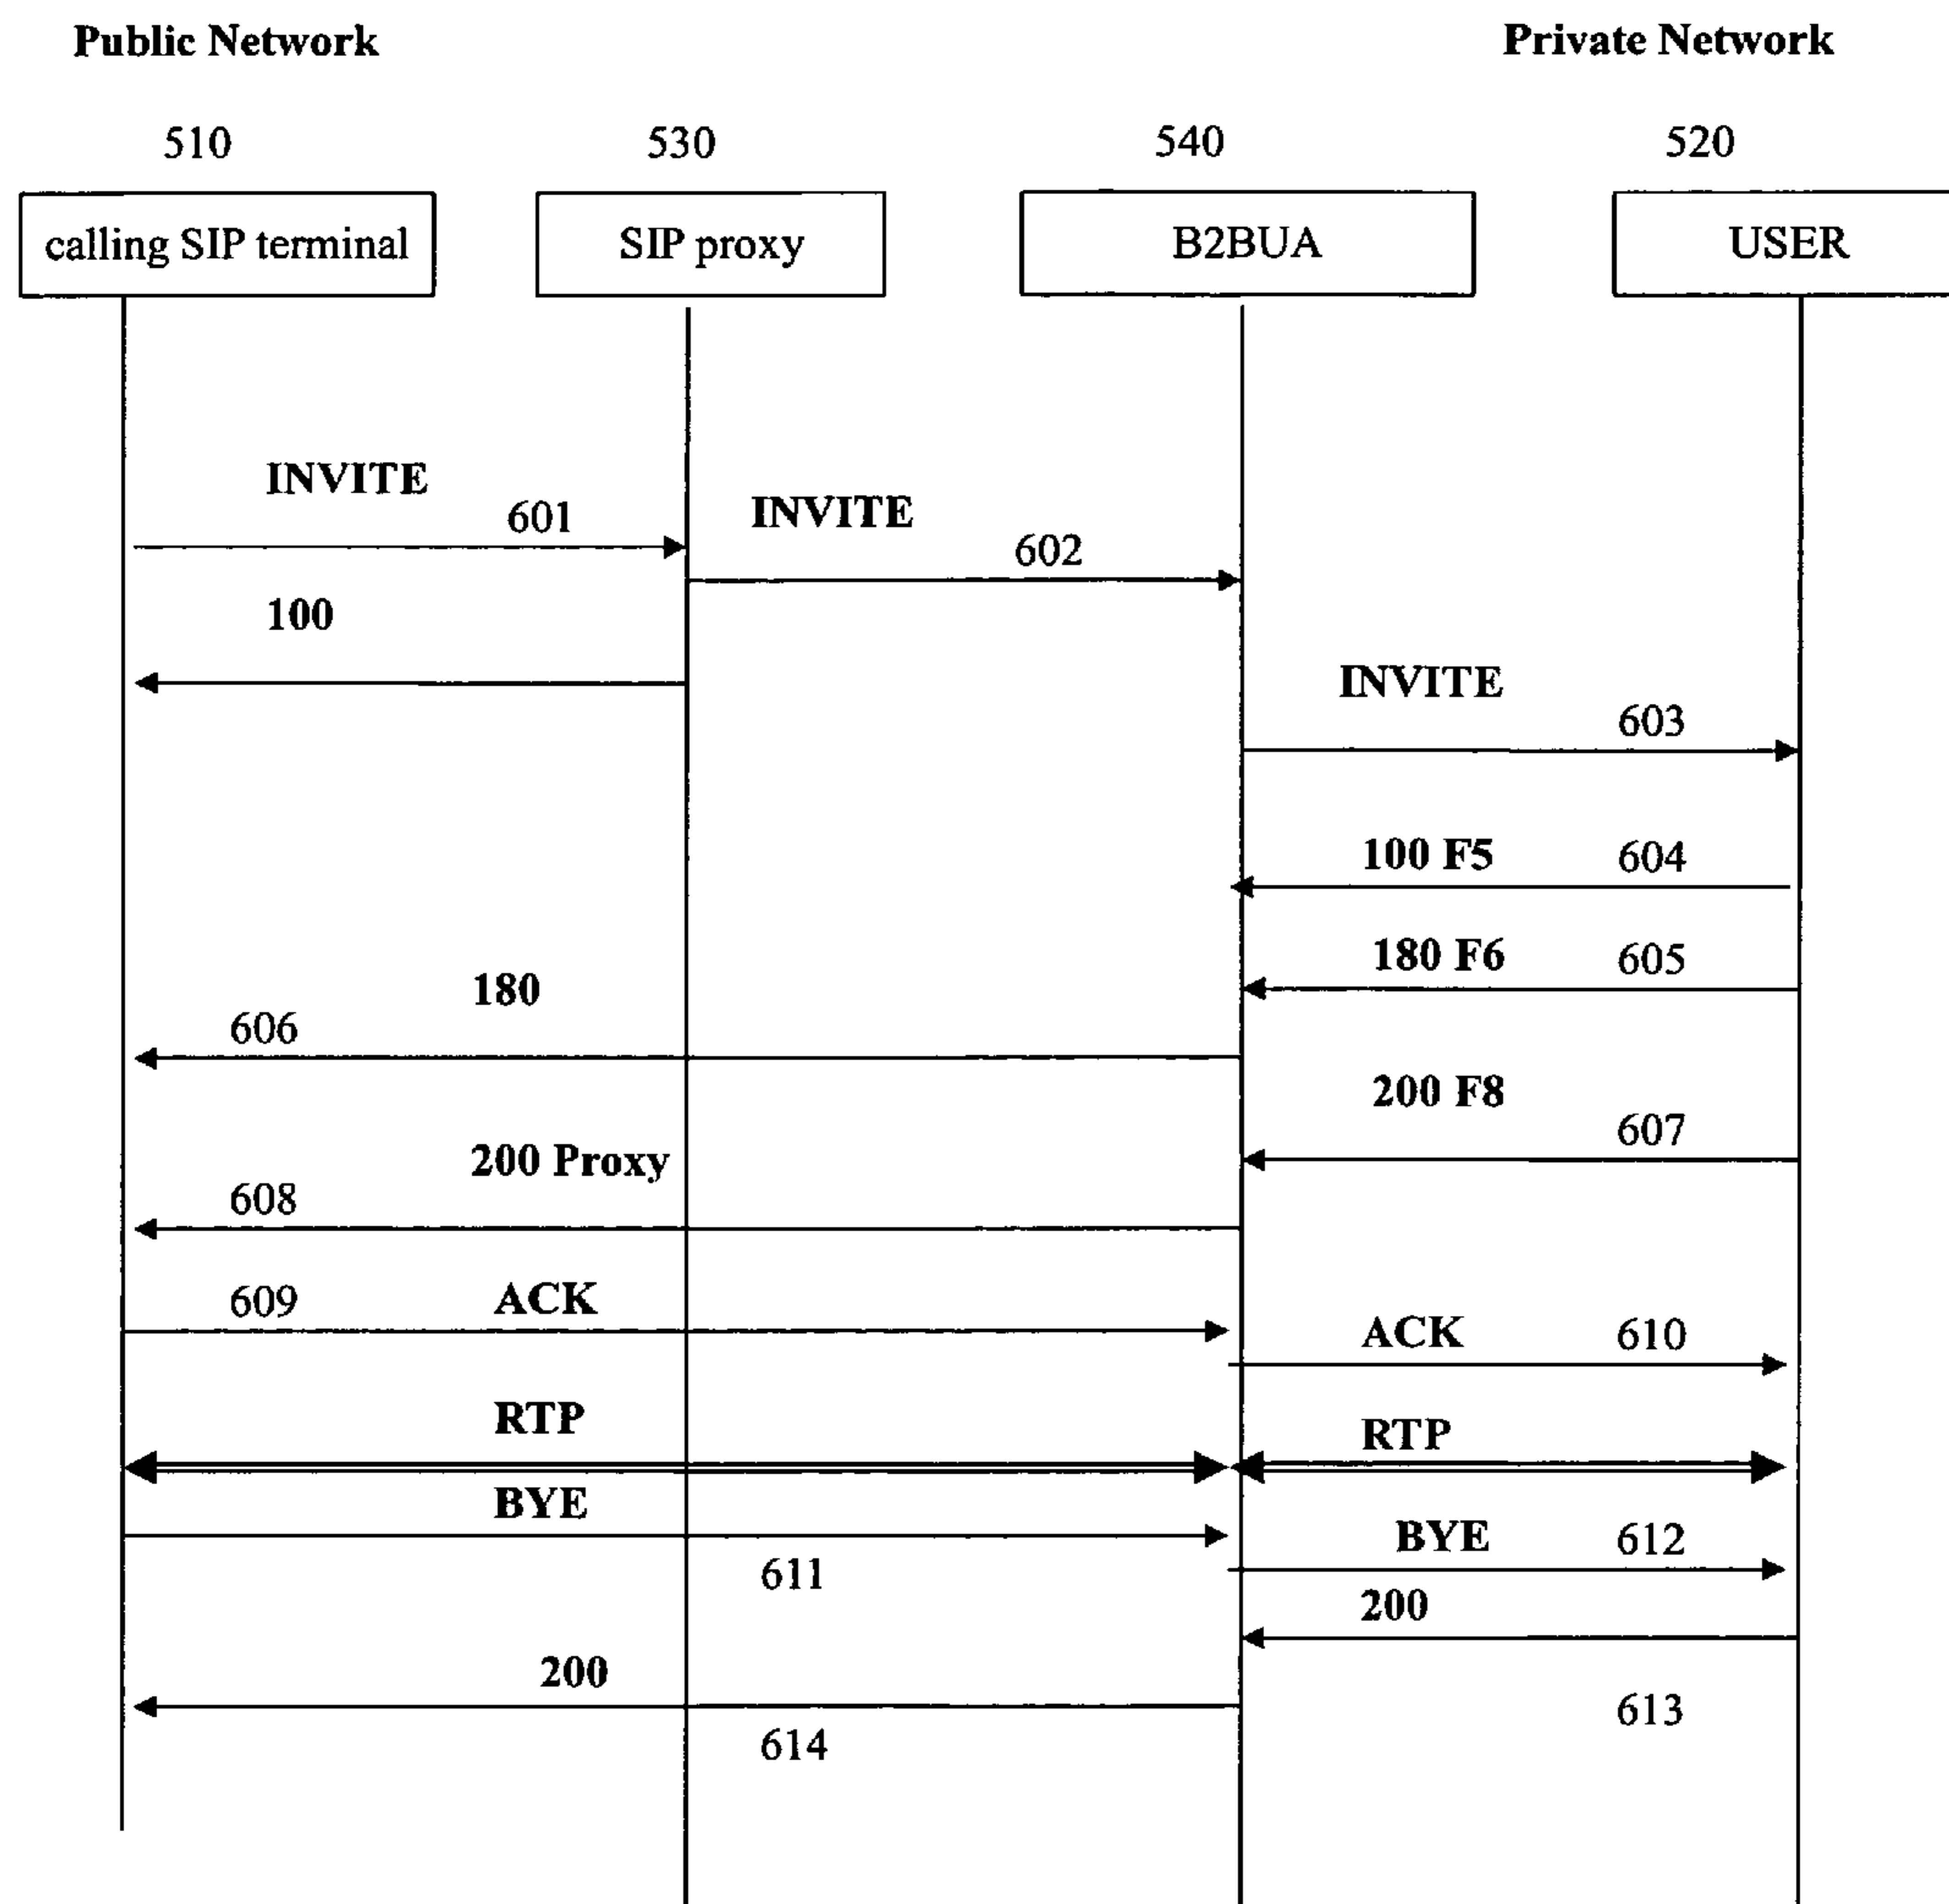 Public Network
Private Network
510
530
540
520
calling SIP terminal
SIP proxy
B2BUA
USER
INVITE
601
INVITE
602
100
INVITE
603
100 F5
604
180 F6
605
180
606
200 F8
607
200 Proxy
608
609
ACK
ACK
610
RTP
RTP
BYE
611
BYE
612
200
200
613
614